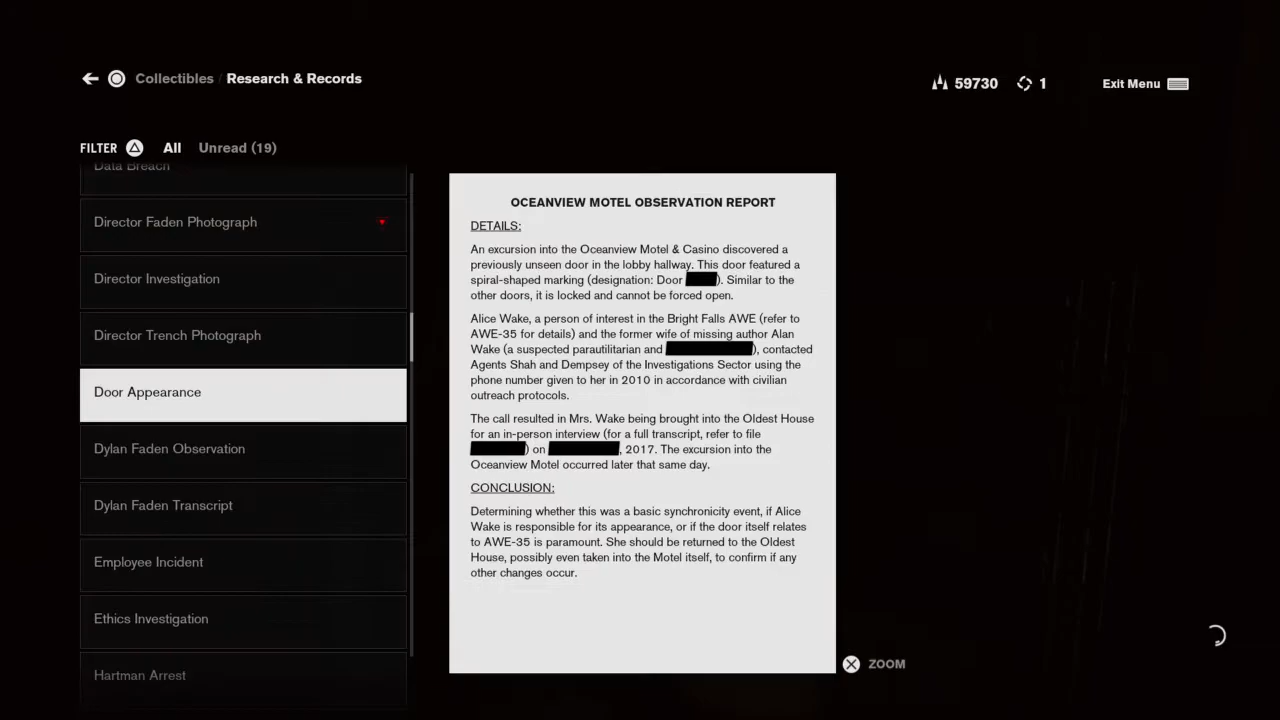 Collectibles / Research & Records
59730
1
Exit Menu
FILTER All Unread (19)
Data Breach
Director Faden Photograph
Director Investigation
Director Trench Photograph
Door Appearance
Dylan Faden Observation
Dylan Faden Transcript
Employee Incident
Ethics Investigation
Hartman Arrest
OCEANVIEW MOTEL OBSERVATION REPORT
DETAILS:
An excursion into the Oceanview Motel & Casino discovered a
previously unseen door in the lobby hallway. This door featured a
spiral-shaped marking (designation: Door ). Similar to the
other doors, it is locked and cannot be forced open.
Alice Wake, a person of interest in the Bright Falls AWE (refer to
AWE-35 for details) and the former wife of missing author Alan
Wake (a suspected parautilitarian and ), contacted
Agents Shah and Dempsey of the Investigations Sector using the
phone number given to her in 2010 in accordance with civilian
outreach protocols.
The call resulted in Mrs. Wake being brought into the Oldest House
for an in-person interview (for a full transcript, refer to file
) on , 2017. The excursion into the
Oceanview Motel occurred later that same day.
CONCLUSION:
Determining whether this was a basic synchronicity event, if Alice
Wake is responsible for its appearance, or if the door itself relates
to AWE-35 is paramount. She should be returned to the Oldest
House, possibly even taken into the Motel itself, to confirm if any
other changes occur.
ZOOM